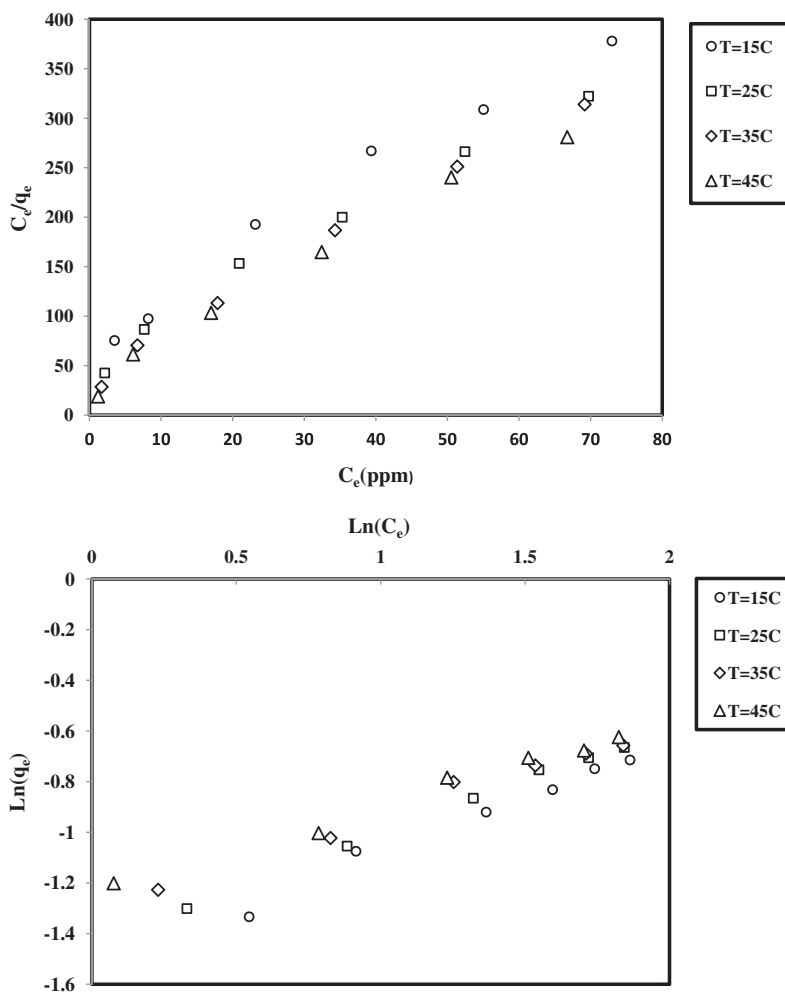 400
350
300
250
200
150
100
50
0
Cₑ/qₑ
0 10 20 30 40 50 60 70 80
Cₑ(ppm)
T=15C
T=25C
T=35C
T=45C
Ln(Cₑ)
0 0.5 1 1.5 2
0
-0.2
-0.4
-0.6
-0.8
-1
-1.2
-1.4
-1.6
Ln(qₑ)
T=15C
T=25C
T=35C
T=45C